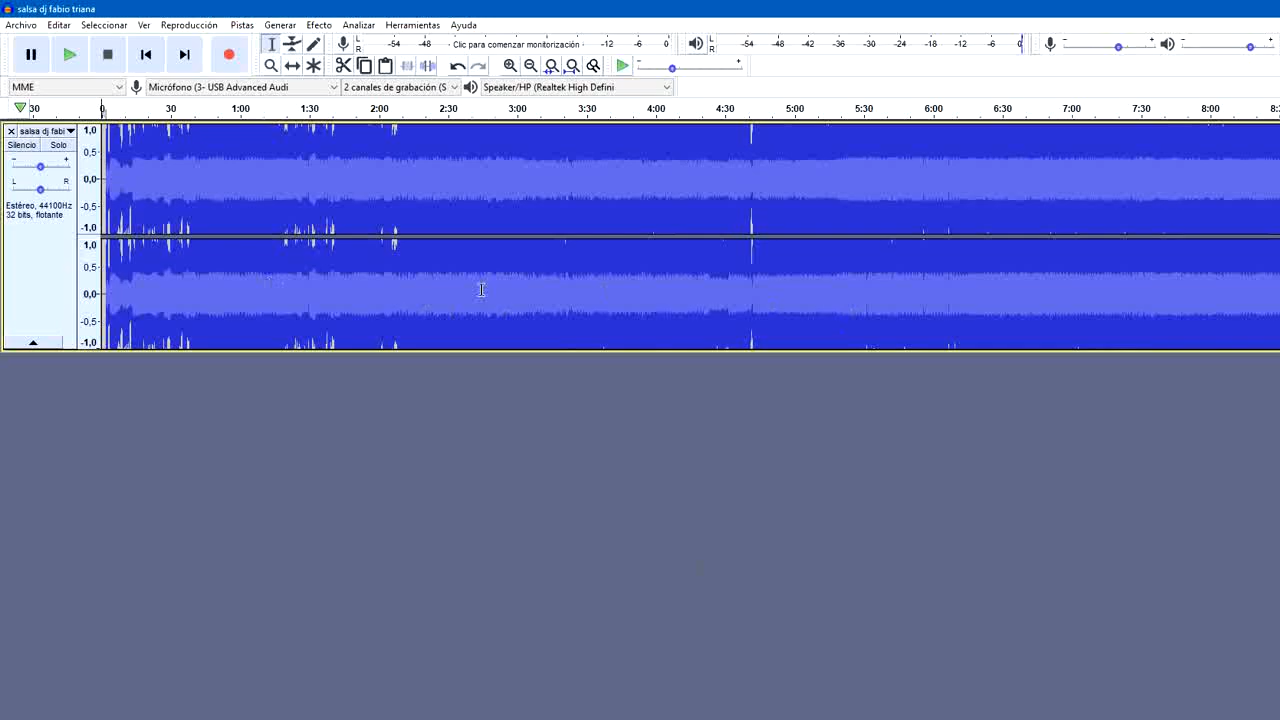 salsa dj fabio triana
Archivo Editar Seleccionar Ver Reproducción Pistas Generar Efecto Analizar Herramientas Ayuda
L R -54 -48 - Clic para comenzar monitorización - -12 -6 0
L R -54 -48 -42 -36 -30 -24 -18 -12 -6 0
- + - +
- +
MME Micrófono (3- USB Advanced Audi 2 canales de grabación (S Speaker/HP (Realtek High Defini
30 0 30 1:00 1:30 2:00 2:30 3:00 3:30 4:00 4:30 5:00 5:30 6:00 6:30 7:00 7:30 8:00 8:
salsa dj fabi
Silencio Solo
- +
L R
Estéreo, 44100Hz
32 bits, flotante
1,0
0,5
0,0
-0,5
-1,0
1,0
0,5
0,0
-0,5
-1,0